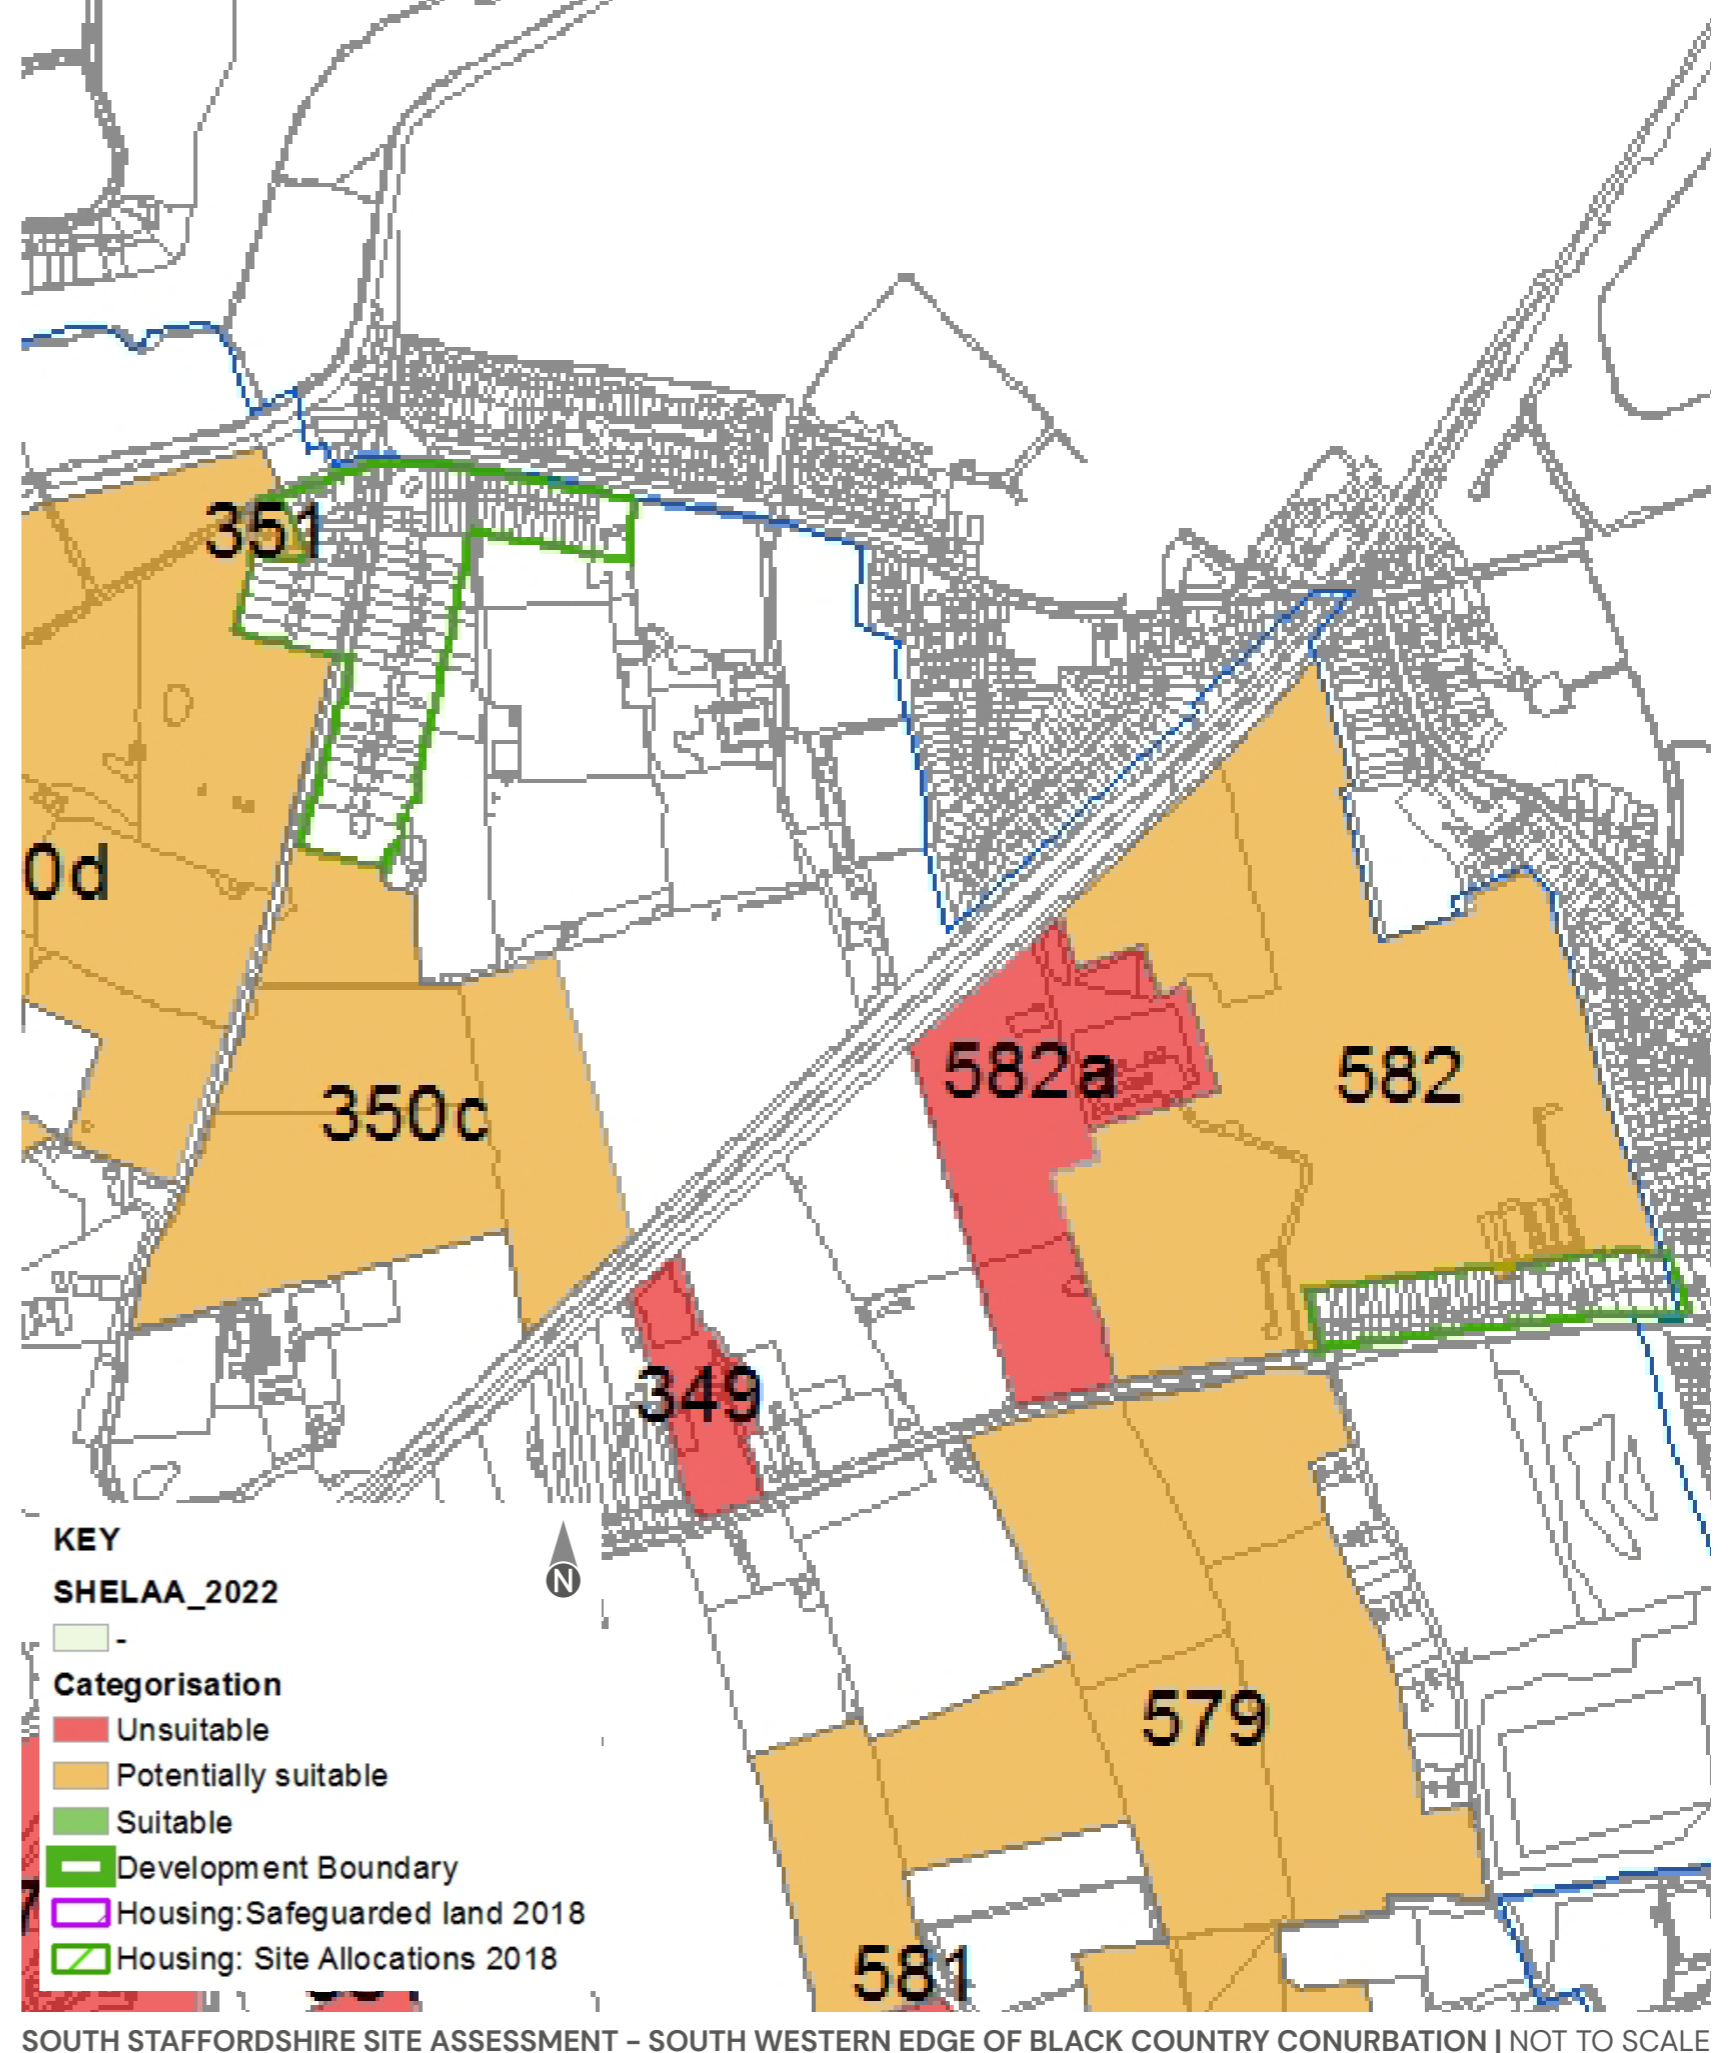 351
0d
582a
582
350c
349
579
581
N
KEY
SHELAA_2022
-
Categorisation
Unsuitable
Potentially suitable
Suitable
Development Boundary
Housing:Safeguarded land 2018
Housing: Site Allocations 2018
SOUTH STAFFORDSHIRE SITE ASSESSMENT – SOUTH WESTERN EDGE OF BLACK COUNTRY CONURBATION | NOT TO SCALE